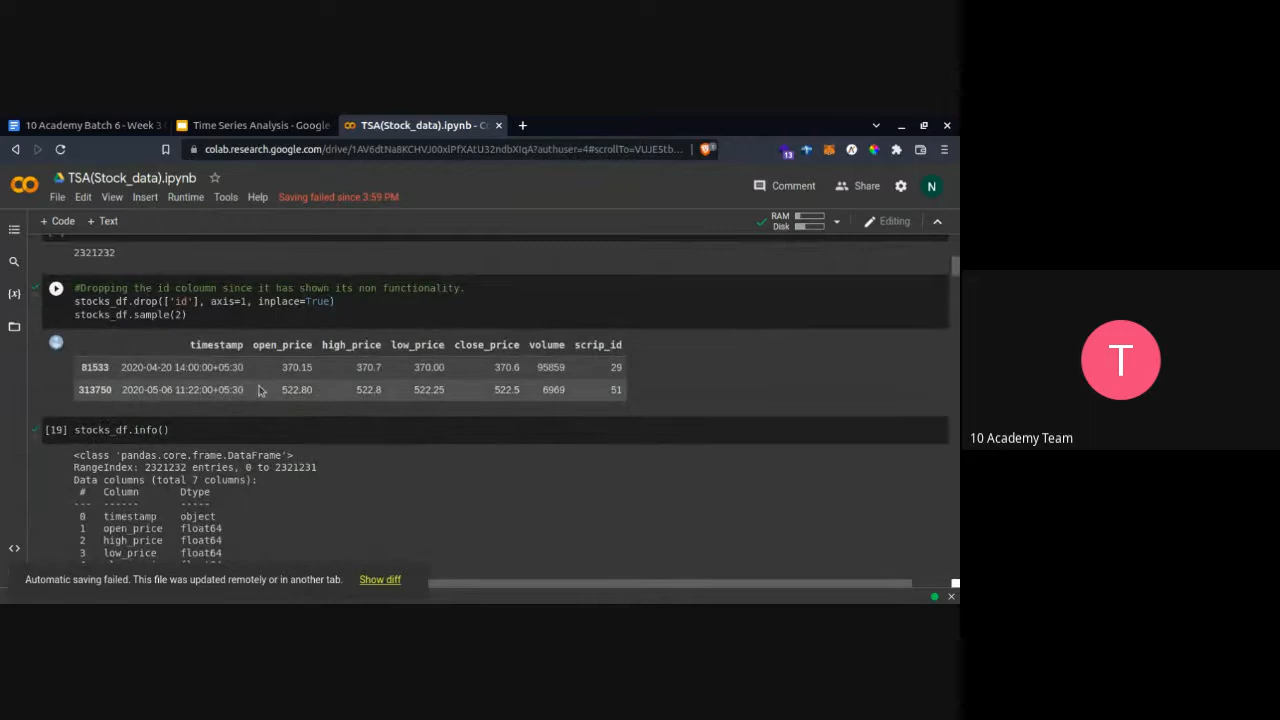 10 Academy Batch 6 - Week 3
Time Series Analysis - Google
TSA(Stock_data).ipynb - C
colab.research.google.com/drive/
TSA(Stock_data).ipynb
File Edit View Insert Runtime Tools Help Saving failed since 3:59 PM
Comment Share N
+ Code + Text
RAM
Disk
Editing
2321232
#Dropping the id coloumn since it has shown its non functionality.
stocks_df.drop(['id'], axis=1, inplace=True)
stocks_df.sample(2)
timestamp open_price high_price low_price close_price volume scrip_id
81533 2020-04-20 14:00:00+05:30 370.15 370.7 370.00 370.6 95859 29
313750 2020-05-06 11:22:00+05:30 522.80 522.8 522.25 522.5 6969 51
[19] stocks_df.info()
<class 'pandas.core.frame.DataFrame'>
RangeIndex: 2321232 entries, 0 to 2321231
Data columns (total 7 columns):
# Column Dtype
--- ------ -----
0 timestamp object
1 open_price float64
2 high_price float64
3 low_price float64
Automatic saving failed. This file was updated remotely or in another tab. Show diff
13
T
10 Academy Team